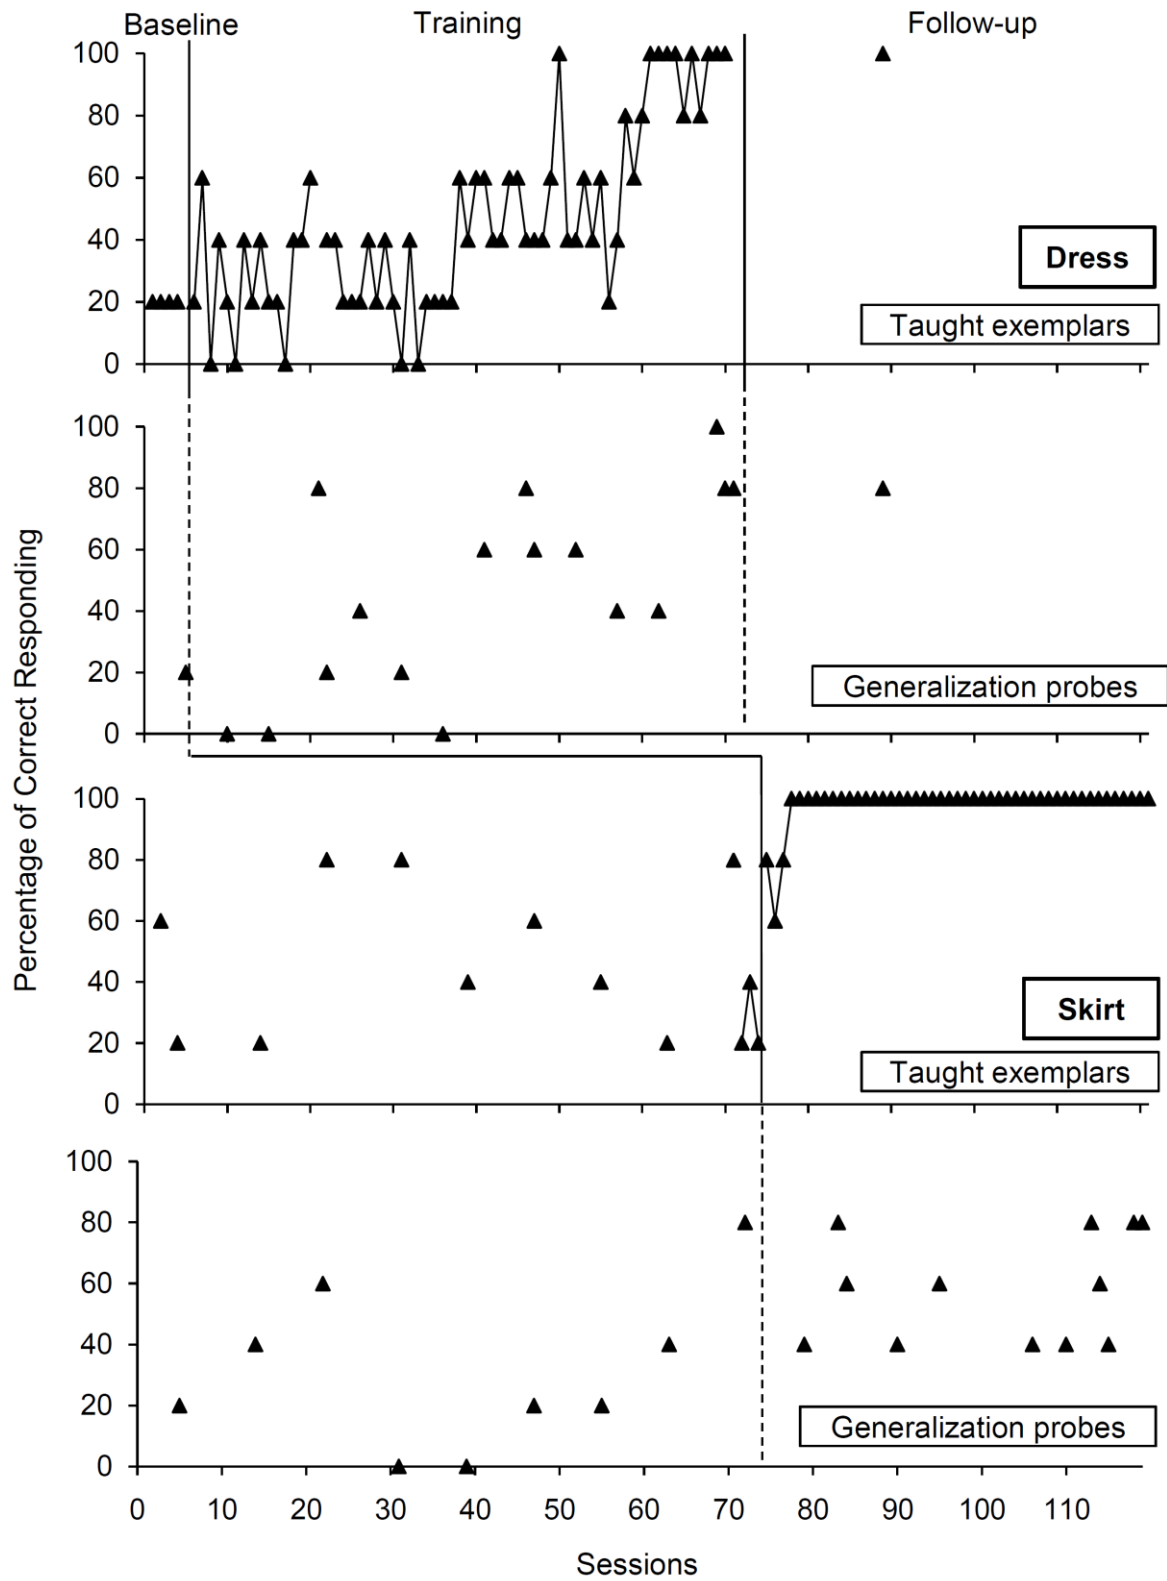 Baseline Training Follow-up
100
80
60
40
20
0
Dress
Taught exemplars
100
80
60
40
20
0
Generalization probes
Percentage of Correct Responding
100
80
60
40
20
0
Skirt
Taught exemplars
100
80
60
40
20
0
Generalization probes
0 10 20 30 40 50 60 70 80 90 100 110
Sessions